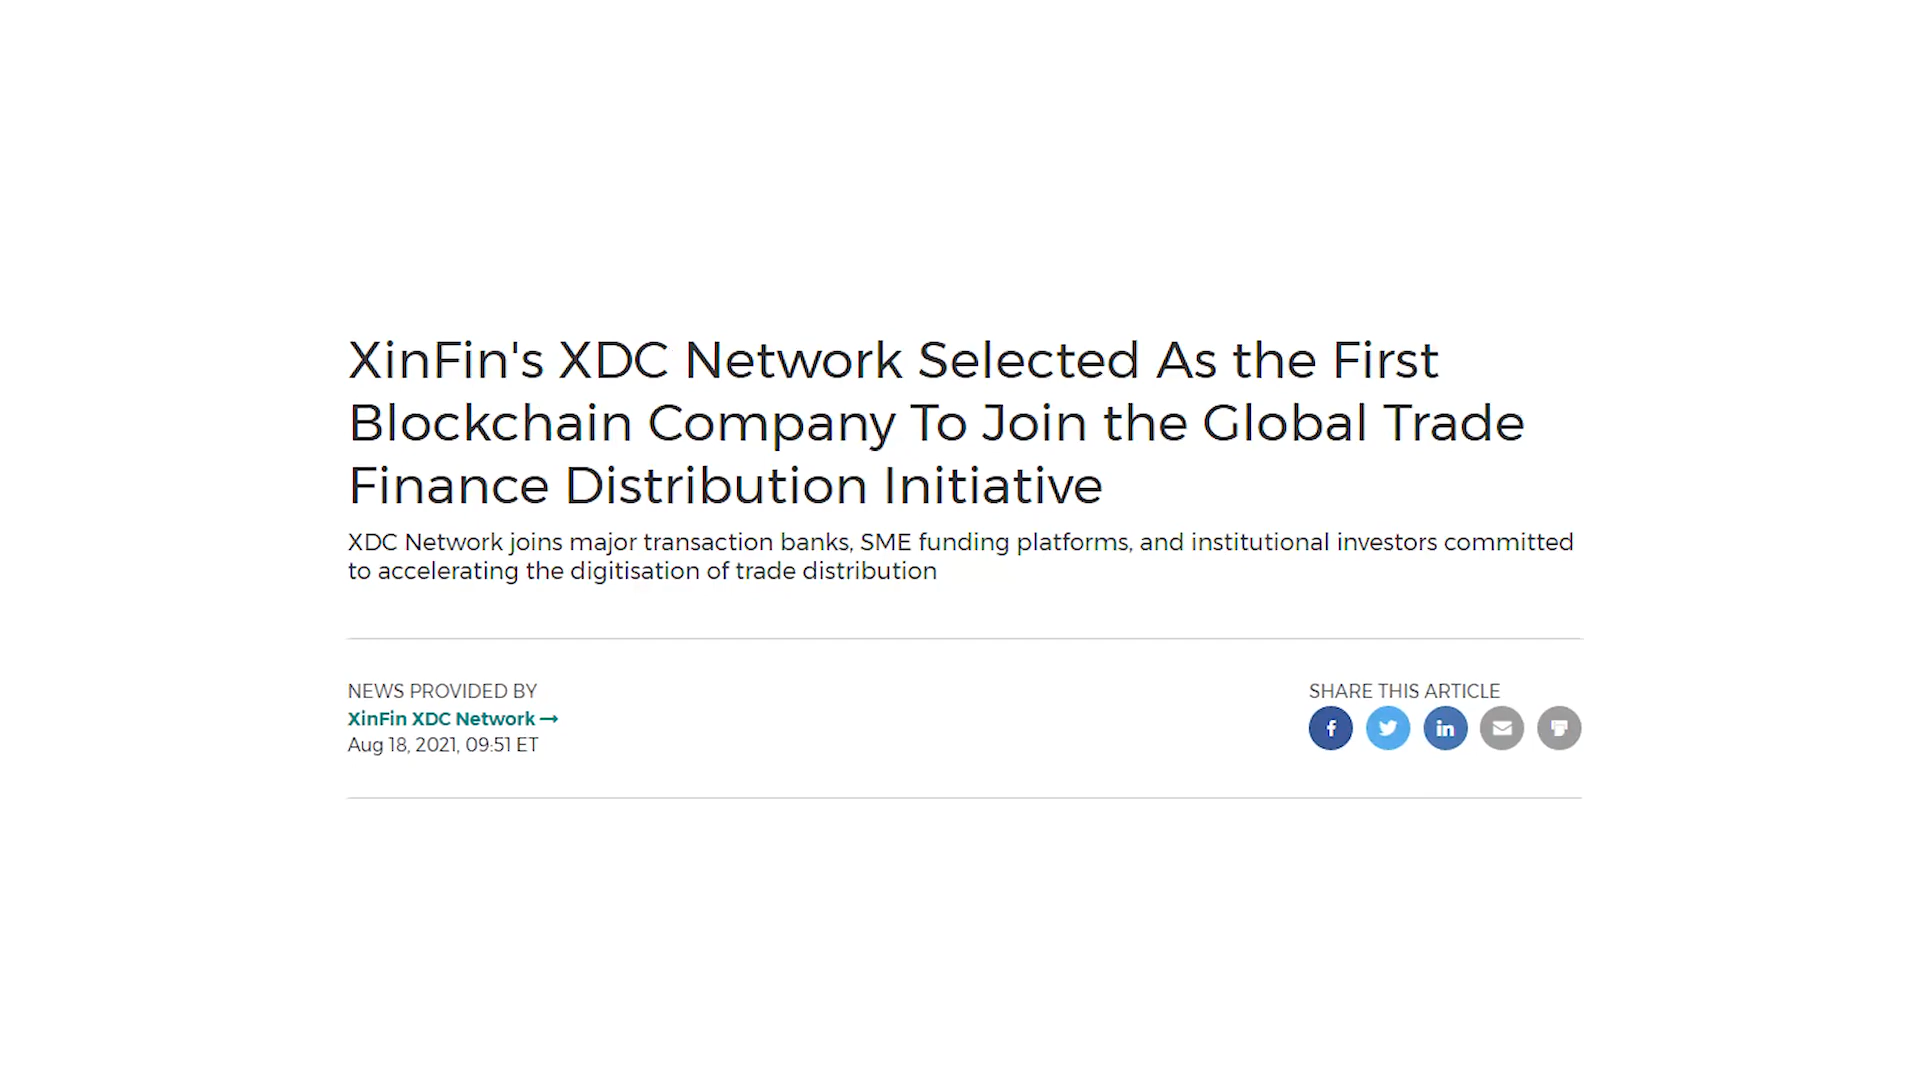 XinFin's XDC Network Selected As the First
Blockchain Company To Join the Global Trade
Finance Distribution Initiative
XDC Network joins major transaction banks, SME funding platforms, and institutional investors committed
to accelerating the digitisation of trade distribution
NEWS PROVIDED BY
XinFin XDC Network →
Aug 18, 2021, 09:51 ET
SHARE THIS ARTICLE